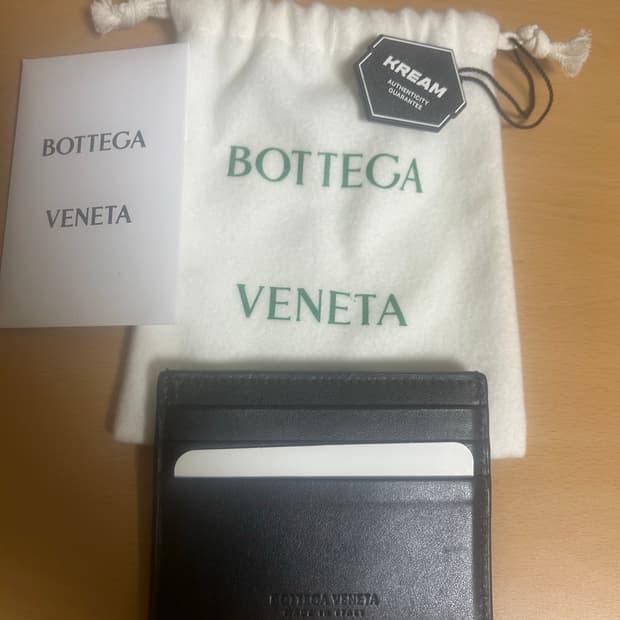 BOTTEGA
VENETA
KREAM
AUTHENTICITY
GUARANTEE
BOTTEGA
VENETA
BOTTEGA VENETA
MADE IN ITALY